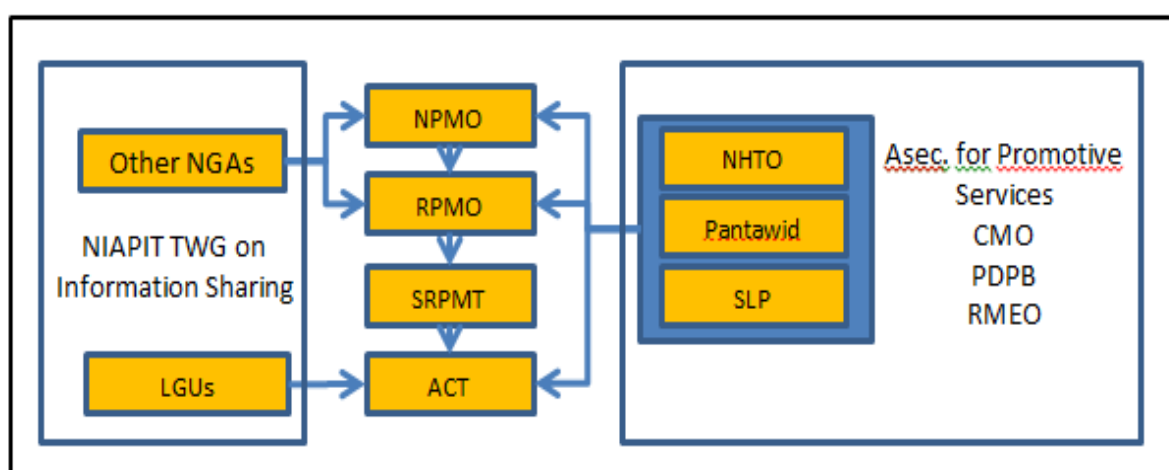 Other NGAs
NIAPIT TWG on
Information Sharing
LGUs
NPMO
RPMO
SRPMT
ACT
NHTO
Pantawid
SLP
Asec. for Promotive
Services
CMO
PDPB
RMEO